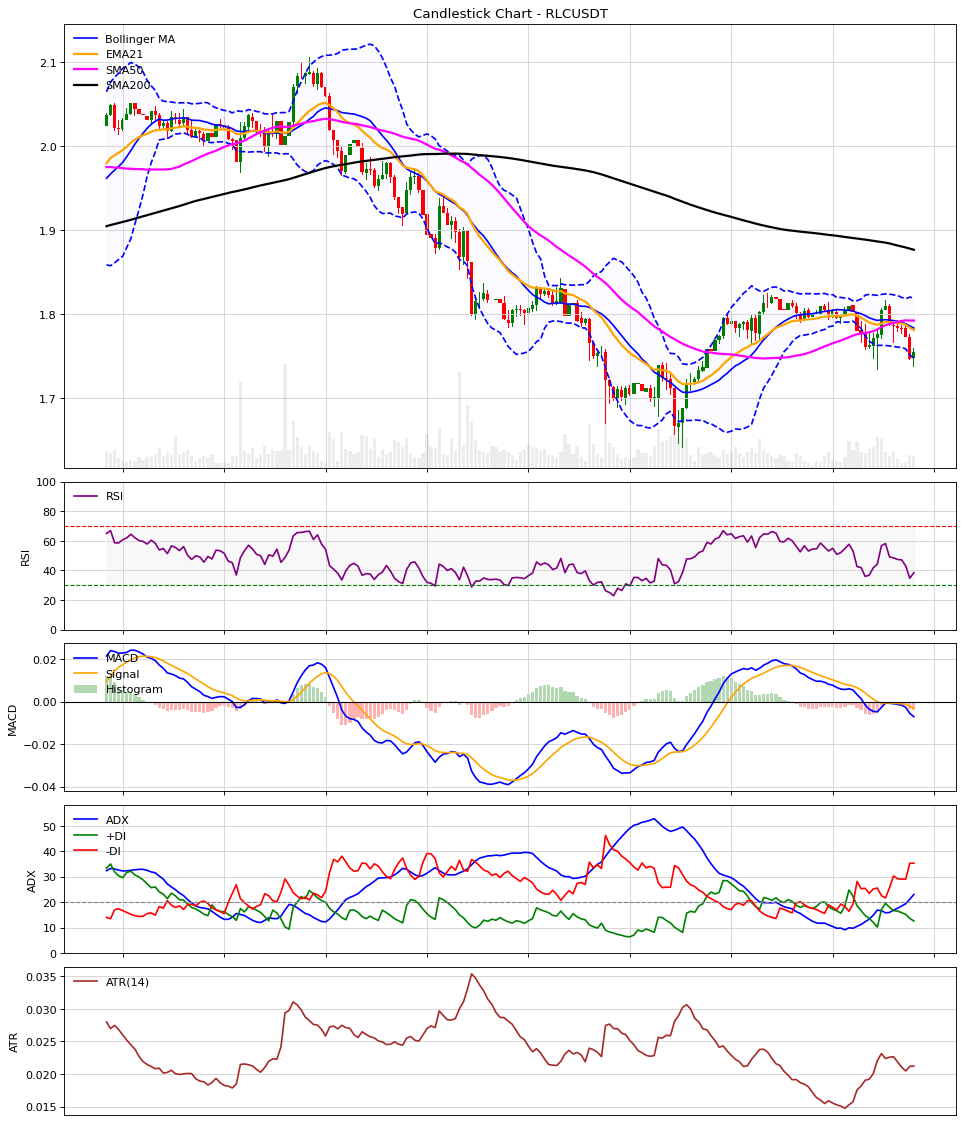 Candlestick Chart - RLCUSDT
Bollinger MA
EMA21
SMA50
SMA200
2.1
2.0
1.9
1.8
1.7
RSI
100
80
60
40
20
0
RSI
MACD
Signal
Histogram
0.02
0.00
−0.02
−0.04
MACD
ADX
+DI
-DI
50
40
30
20
10
0
ADX
ATR(14)
0.035
0.030
0.025
0.020
0.015
ATR